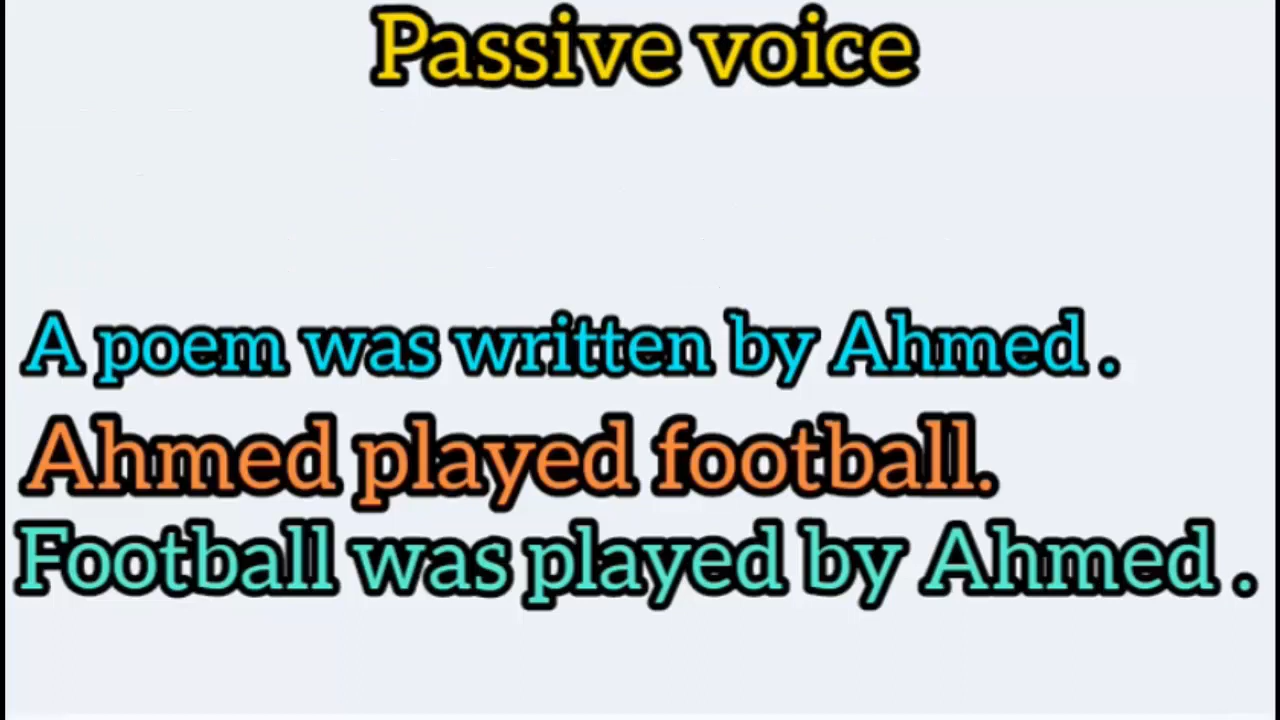 Passive voice
A poem was written by Ahmed .
Ahmed played football.
Football was played by Ahmed .